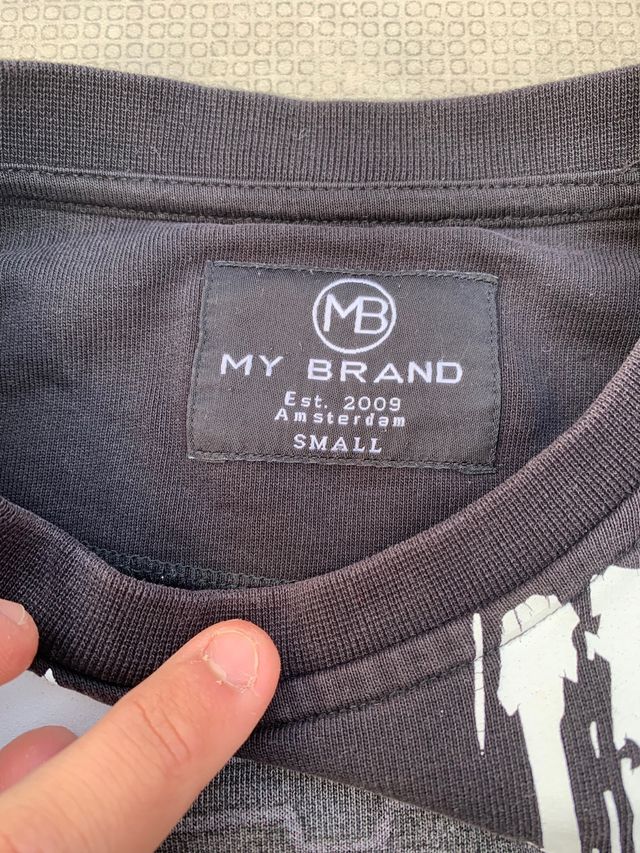 MB
MY BRAND
Est. 2009
Amsterdam
SMALL